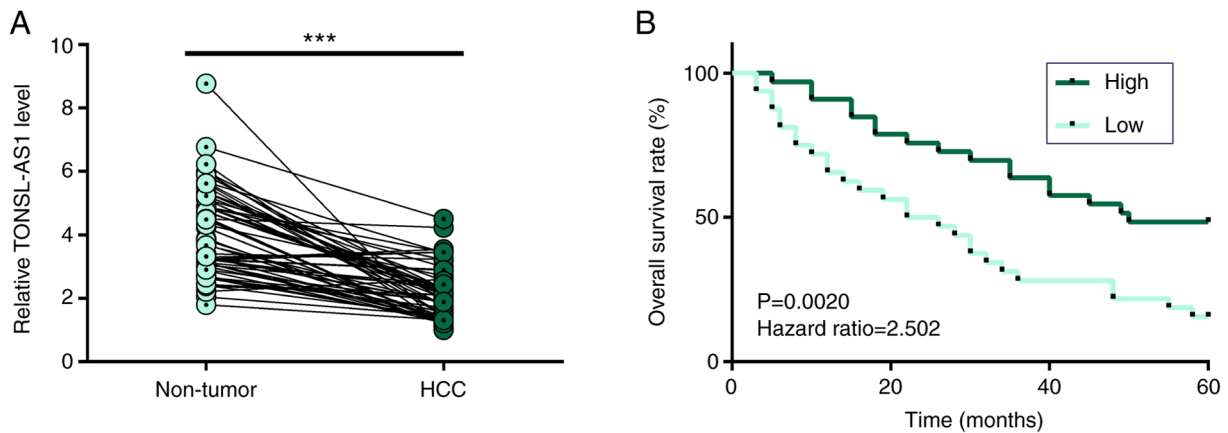 A
***
Relative TONSL-AS1 level
10
8
6
4
2
0
Non-tumor
HCC
B
Overall survival rate (%)
100
50
0
High
Low
P=0.0020
Hazard ratio=2.502
0
20
40
60
Time (months)